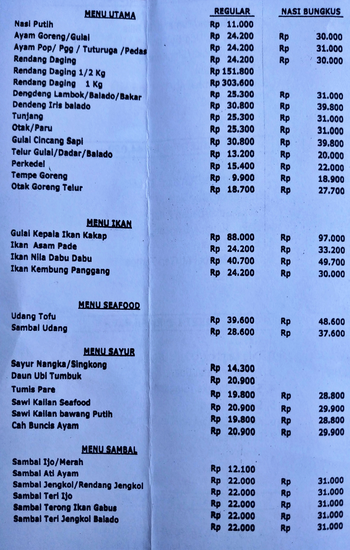 MENU UTAMA REGULAR NASI BUNGKUS
Nasi Putih Rp 11.000
Ayam Goreng/Gulai Rp 24.200 Rp 30.000
Ayam Pop/ Pgg / Tuturuga /Pedas Rp 24.200 Rp 31.000
Rendang Daging Rp 24.200 Rp 30.000
Rendang Daging 1/2 Kg Rp 151.800
Rendang Daging 1 Kg Rp 303.600
Dengdeng Lambok/Balado/Bakar Rp 25.300 Rp 31.000
Dendeng Iris balado Rp 30.800 Rp 39.800
Tunjang Rp 25.300 Rp 31.000
Otak/Paru Rp 25.300 Rp 31.000
Gulai Cincang Sapi Rp 30.800 Rp 39.800
Telur Gulai/Dadar/Balado Rp 13.200 Rp 20.000
Perkedel Rp 15.400 Rp 22.000
Tempe Goreng Rp 9.900 Rp 18.900
Otak Goreng Telur Rp 18.700 Rp 27.700
MENU IKAN
Gulai Kepala Ikan Kakap Rp 88.000 Rp 97.000
Ikan Asam Pade Rp 24.200 Rp 33.200
Ikan Nila Dabu Dabu Rp 40.700 Rp 49.700
Ikan Kembung Panggang Rp 24.200 Rp 30.000
MENU SEAFOOD
Udang Tofu Rp 39.600 Rp 48.600
Sambal Udang Rp 28.600 Rp 37.600
MENU SAYUR
Sayur Nangka/Singkong Rp 14.300
Daun Ubi Tumbuk Rp 20.900
Tumis Pare Rp 19.800 Rp 28.800
Sawi Kailan Seafood Rp 20.900 Rp 29.900
Sawi Kailan bawang Putih Rp 19.800 Rp 28.800
Cah Buncis Ayam Rp 20.900 Rp 29.900
MENU SAMBAL
Sambal Ijo/Merah Rp 12.100
Sambal Ati Ayam Rp 22.000 Rp 31.000
Sambal Jengkol/Rendang Jengkol Rp 22.000 Rp 31.000
Sambal Teri Ijo Rp 22.000 Rp 31.000
Sambal Terong Ikan Gabus Rp 22.000 Rp 31.000
Sambal Teri Jengkol Balado Rp 22.000 Rp 31.000